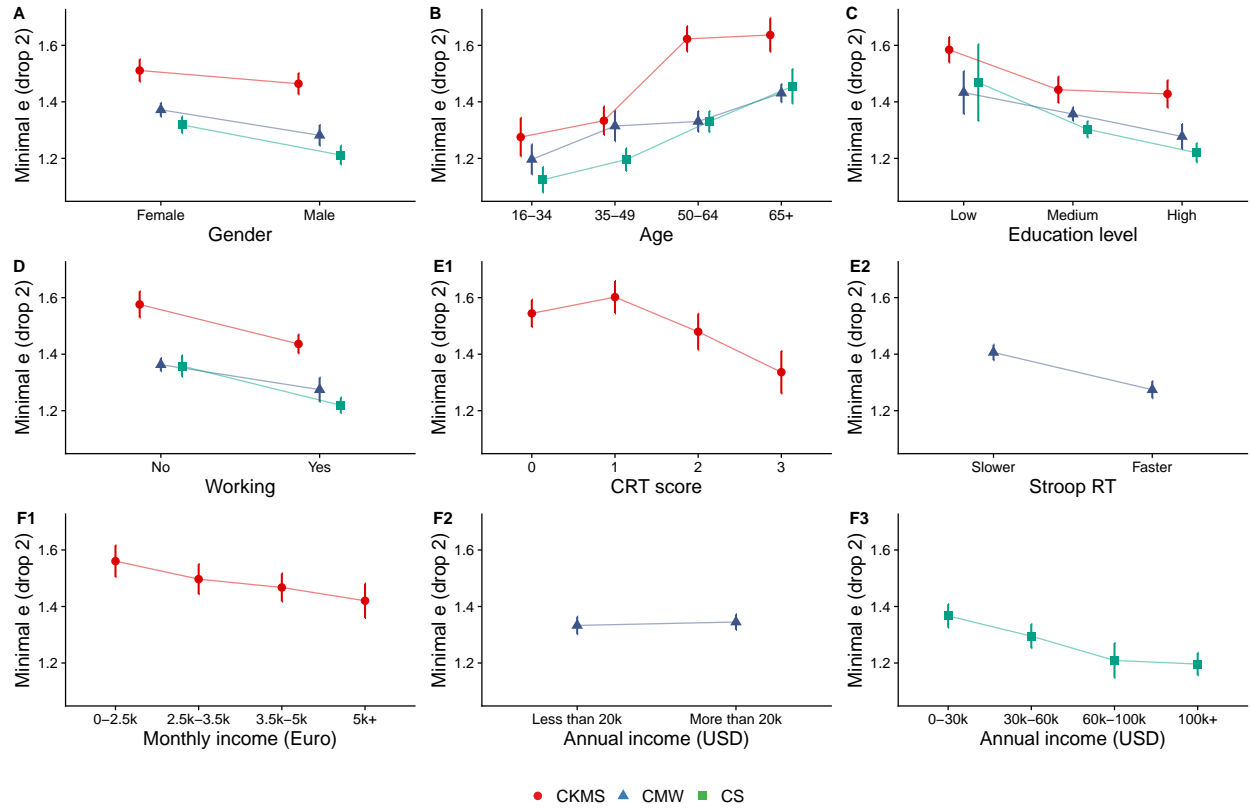 A
Minimal e (drop 2)
1.6
1.4
1.2
Female Male
Gender
B
Minimal e (drop 2)
1.6
1.4
1.2
16–34 35–49 50–64 65+
Age
C
Minimal e (drop 2)
1.6
1.4
1.2
Low Medium High
Education level
D
Minimal e (drop 2)
1.6
1.4
1.2
No Yes
Working
E1
Minimal e (drop 2)
1.6
1.4
1.2
0 1 2 3
CRT score
E2
Minimal e (drop 2)
1.6
1.4
1.2
Slower Faster
Stroop RT
F1
Minimal e (drop 2)
1.6
1.4
1.2
0–2.5k 2.5k–3.5k 3.5k–5k 5k+
Monthly income (Euro)
F2
Minimal e (drop 2)
1.6
1.4
1.2
Less than 20k More than 20k
Annual income (USD)
F3
Minimal e (drop 2)
1.6
1.4
1.2
0–30k 30k–60k 60k–100k 100k+
Annual income (USD)
CKMS CMW CS